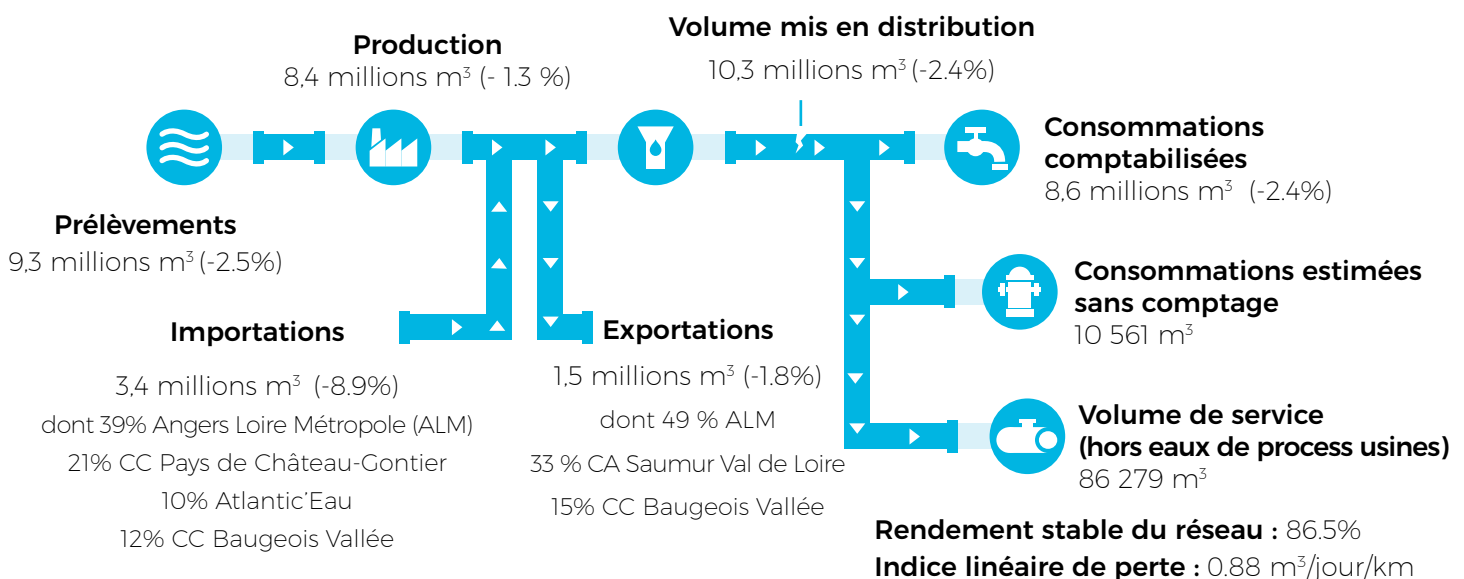 Production
8,4 millions m³ (- 1.3 %)
Volume mis en distribution
10,3 millions m³ (-2.4%)
Prélèvements
9,3 millions m³ (-2.5%)
Importations
3,4 millions m³ (-8.9%)
dont 39% Angers Loire Métropole (ALM)
21% CC Pays de Château-Gontier
10% Atlantic'Eau
12% CC Baugeois Vallée
Exportations
1,5 millions m³ (-1.8%)
dont 49 % ALM
33 % CA Saumur Val de Loire
15% CC Baugeois Vallée
Consommations
comptabilisées
8,6 millions m³ (-2.4%)
Consommations estimées
sans comptage
10 561 m³
Volume de service
(hors eaux de process usines)
86 279 m³
Rendement stable du réseau : 86.5%
Indice linéaire de perte : 0.88 m³/jour/km